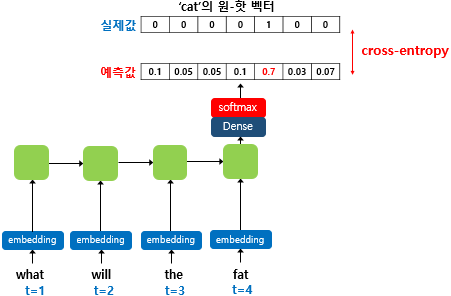 'cat'의 원-핫 벡터
실제값 0 0 0 0 1 0 0
cross-entropy
예측값 0.1 0.05 0.05 0.1 0.7 0.03 0.07
softmax
Dense
embedding embedding embedding embedding
what will the fat
t=1 t=2 t=3 t=4